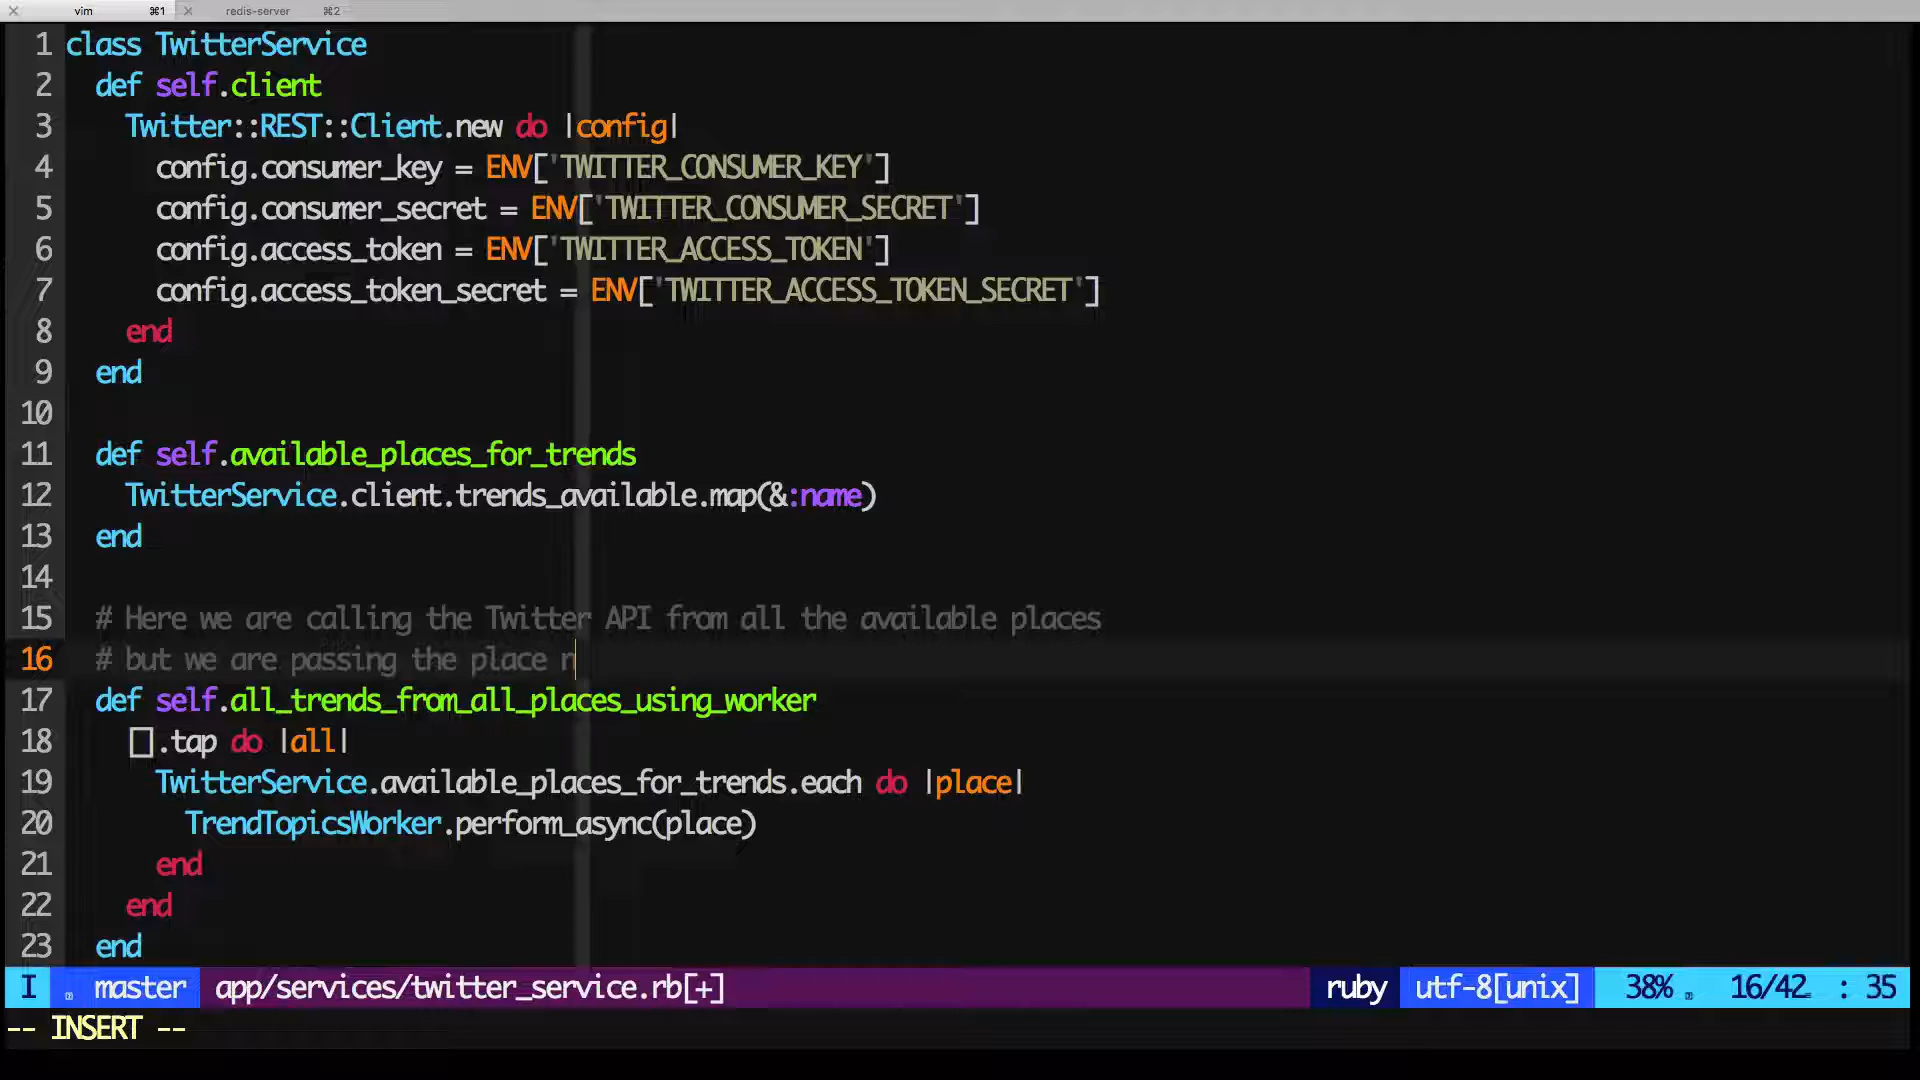 vim ⌘1 redis-server ⌘2
1 class TwitterService
2   def self.client
3     Twitter::REST::Client.new do |config|
4       config.consumer_key = ENV['TWITTER_CONSUMER_KEY']
5       config.consumer_secret = ENV['TWITTER_CONSUMER_SECRET']
6       config.access_token = ENV['TWITTER_ACCESS_TOKEN']
7       config.access_token_secret = ENV['TWITTER_ACCESS_TOKEN_SECRET']
8     end
9   end
10
11   def self.available_places_for_trends
12     TwitterService.client.trends_available.map(&:name)
13   end
14
15   # Here we are calling the Twitter API from all the available places
16   # but we are passing the place n
17   def self.all_trends_from_all_places_using_worker
18     [].tap do |all|
19       TwitterService.available_places_for_trends.each do |place|
20         TrendTopicsWorker.perform_async(place)
21       end
22     end
23   end
I master app/services/twitter_service.rb[+] ruby utf-8[unix] 38% 16/42 : 35
-- INSERT --